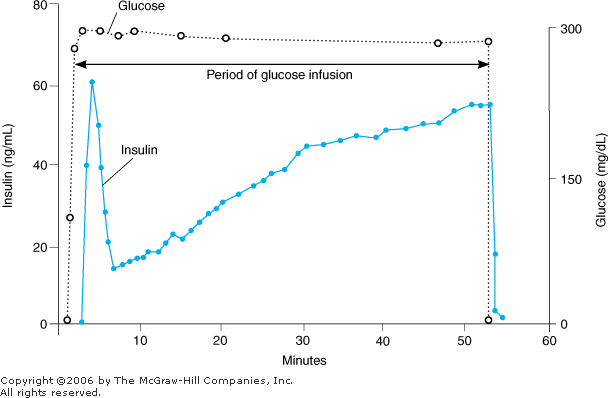 80
60
40
20
0
Insulin (ng/mL)
Glucose
Period of glucose infusion
Insulin
300
150
0
Glucose (mg/dL)
10
20
30
40
50
60
Minutes
Copyright ©2006 by The McGraw-Hill Companies, Inc.
All rights reserved.